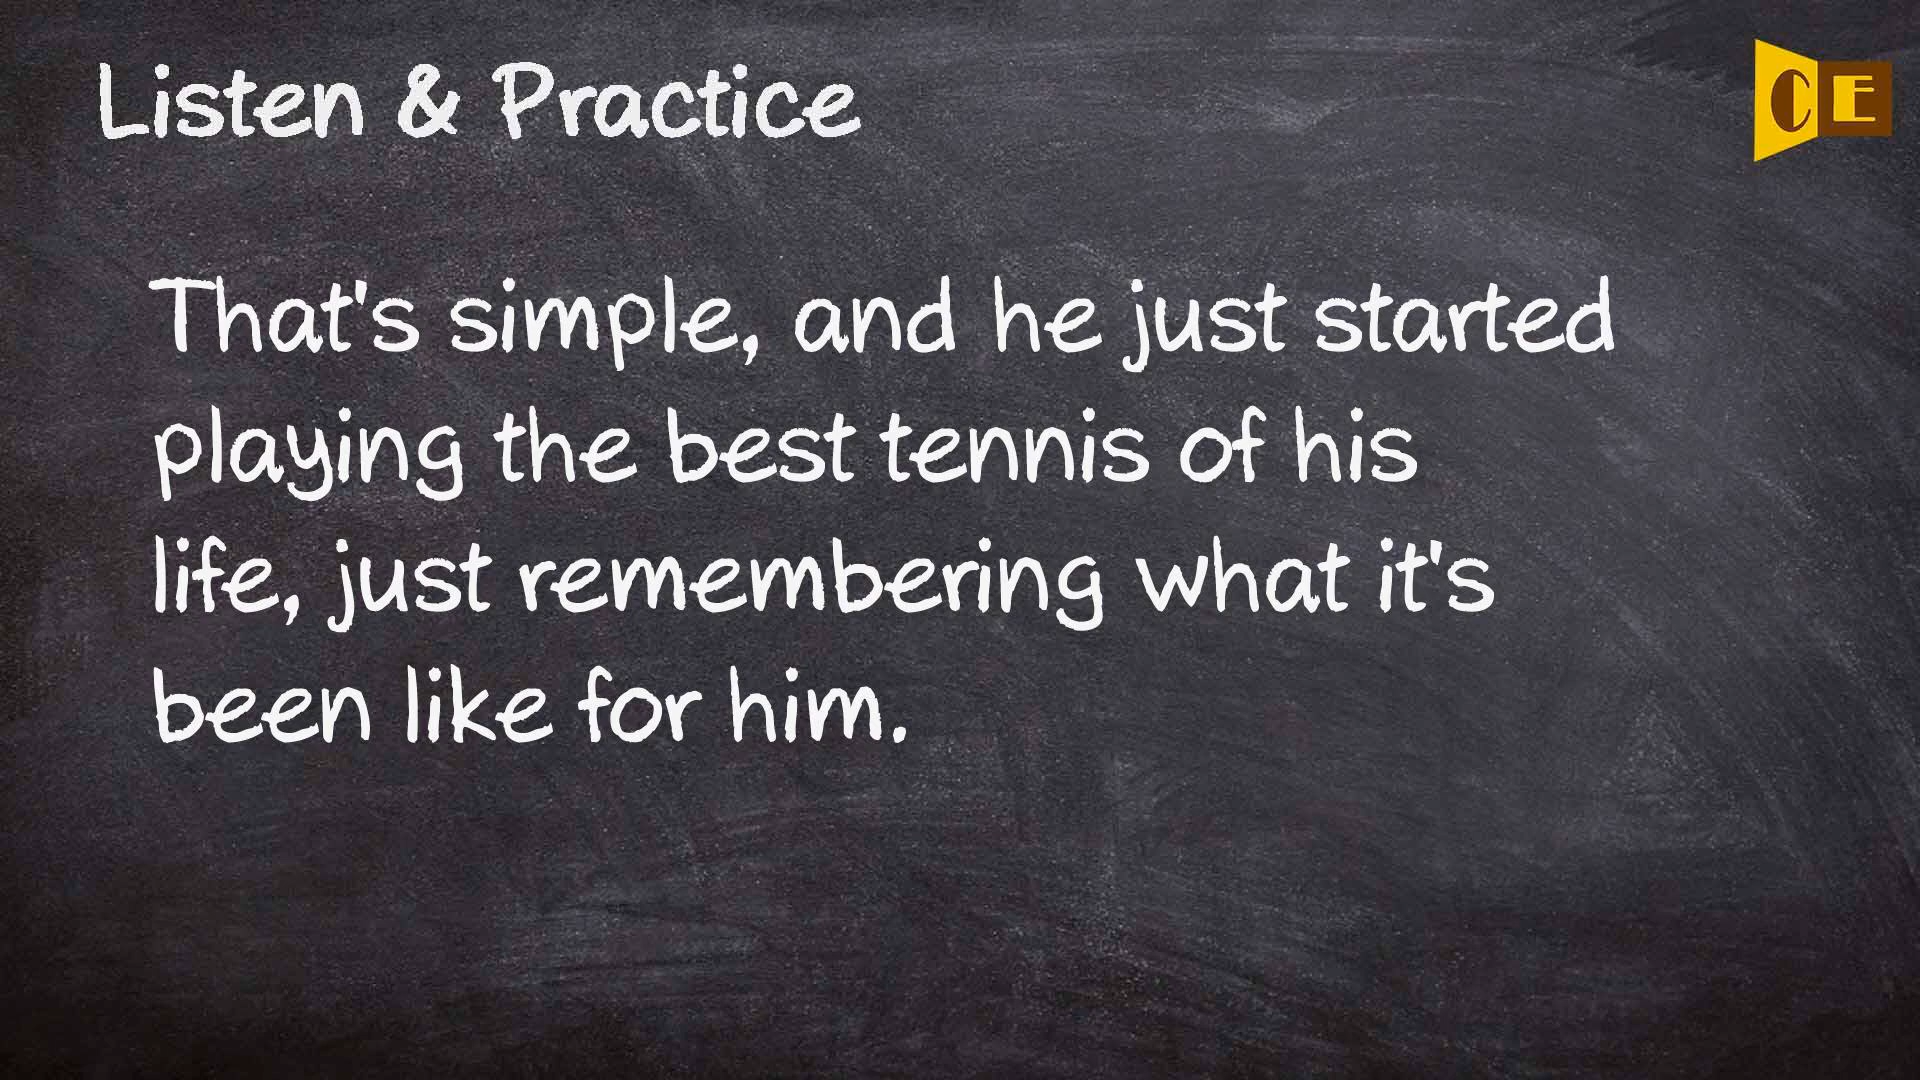 Listen & Practice
CE
That's simple, and he just started
playing the best tennis of his
life, just remembering what it's
been like for him.